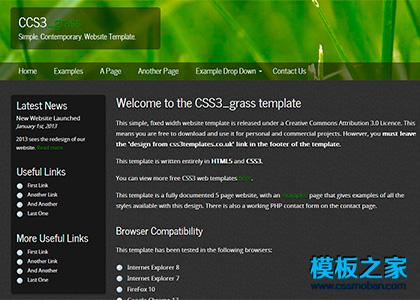 CCS3_grass
Simple. Contemporary. Website Template.
Home Examples A Page Another Page Example Drop Down Contact Us
Latest News
New Website Launched
January 1st, 2013
2013 sees the redesign of our
website. Read more
Useful Links
First Link
Another Link
And Another
Last One
More Useful Links
First Link
Another Link
And Another
Last One
Welcome to the CSS3_grass template
This simple, fixed width website template is released under a Creative Commons Attribution 3.0 Licence. This
means you are free to download and use it for personal and commercial projects. However, you must leave
the 'design from css3templates.co.uk' link in the footer of the template.
This template is written entirely in HTML5 and CSS3.
You can view more free CSS3 web templates here.
This template is a fully documented 5 page website, with an examples page that gives examples of all the
styles available with this design. There is also a working PHP contact form on the contact page.
Browser Compatibility
This template has been tested in the following browsers:
Internet Explorer 8
Internet Explorer 7
FireFox 10
Google Chrome 17
模板之家
www.cssmoban.com